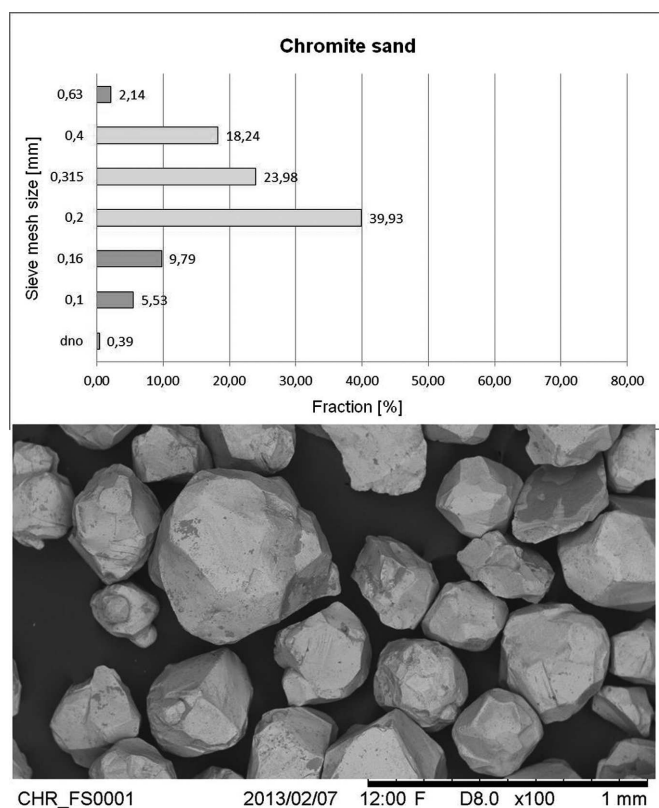 Chromite sand
Sieve mesh size [mm]
0,63 2,14
0,4 18,24
0,315 23,98
0,2 39,93
0,16 9,79
0,1 5,53
dno 0,39
0,00 10,00 20,00 30,00 40,00 50,00 60,00 70,00 80,00
Fraction [%]
CHR_FS0001 2013/02/07 12:00 F D8.0 x100 1 mm